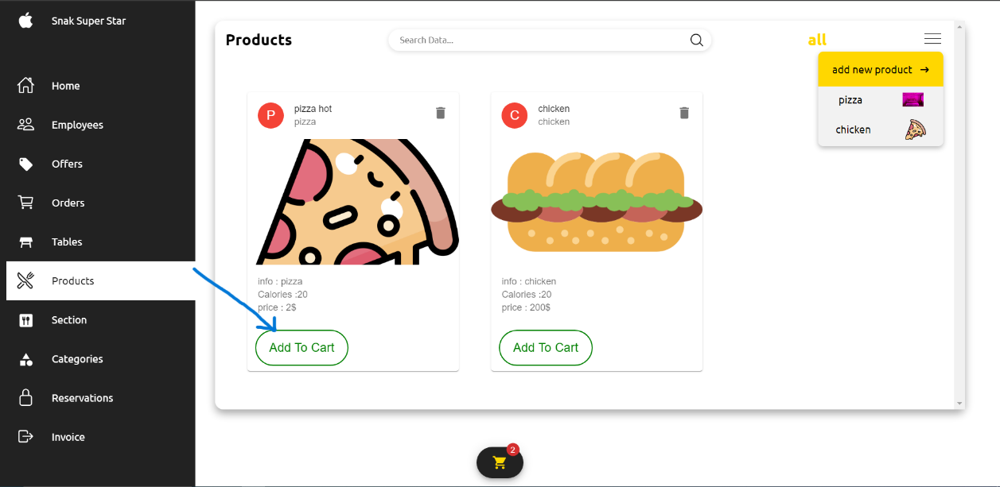 Snak Super Star
Home
Employees
Offers
Orders
Tables
Products
Section
Categories
Reservations
Invoice
Products
Search Data...
all
add new product →
pizza
chicken
P
pizza hot
pizza
info : pizza
Calories :20
price : 2$
Add To Cart
C
chicken
chicken
info : chicken
Calories :20
price : 200$
Add To Cart
2